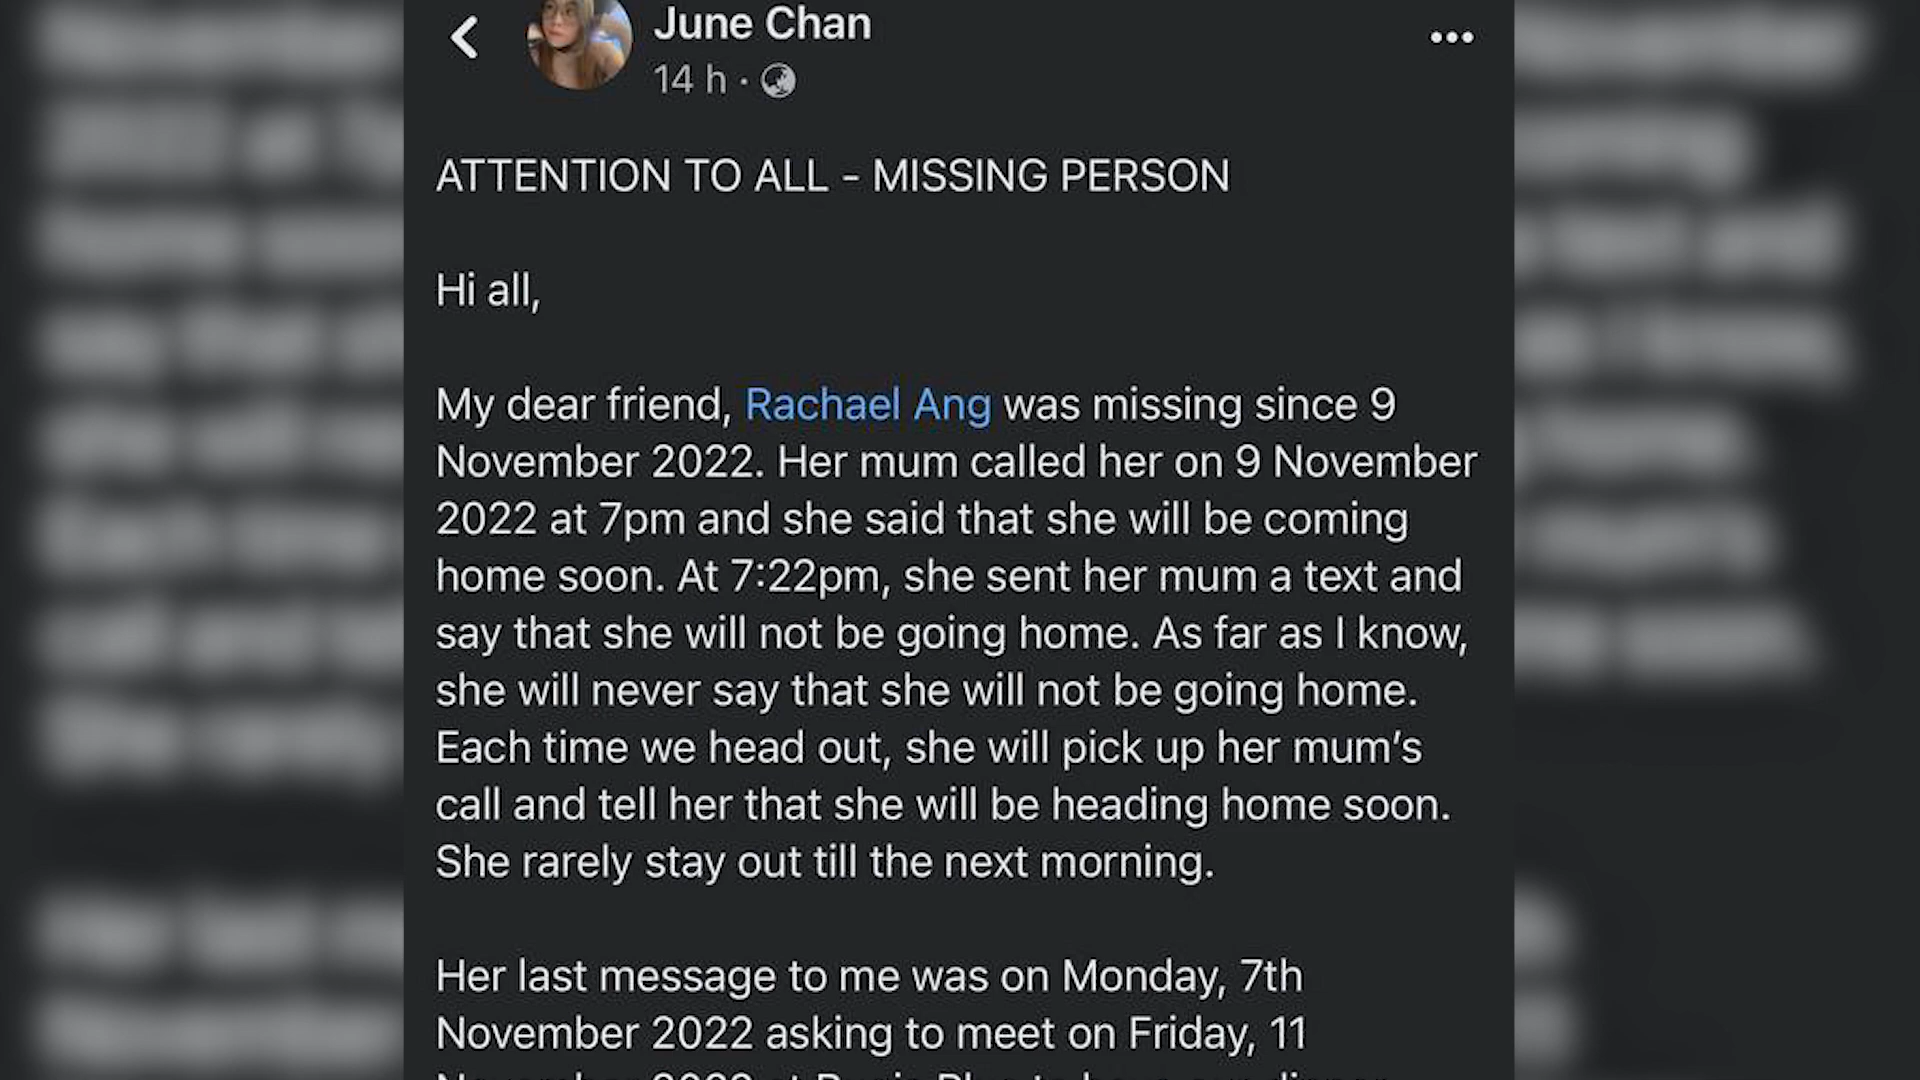 June Chan
14 h ·
ATTENTION TO ALL - MISSING PERSON
Hi all,
My dear friend, Rachael Ang was missing since 9
November 2022. Her mum called her on 9 November
2022 at 7pm and she said that she will be coming
home soon. At 7:22pm, she sent her mum a text and
say that she will not be going home. As far as I know,
she will never say that she will not be going home.
Each time we head out, she will pick up her mum’s
call and tell her that she will be heading home soon.
She rarely stay out till the next morning.
Her last message to me was on Monday, 7th
November 2022 asking to meet on Friday, 11